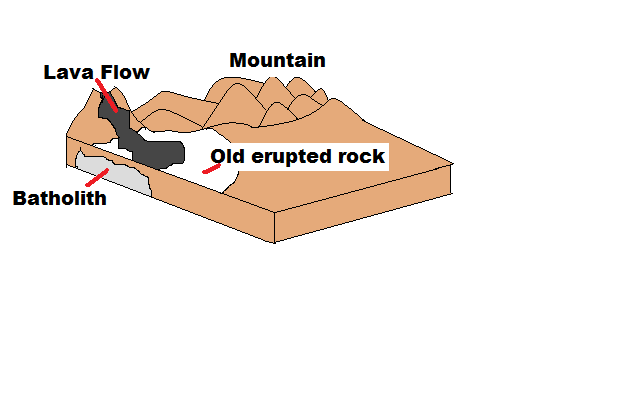 Mountain
Lava Flow
Old erupted rock
Batholith